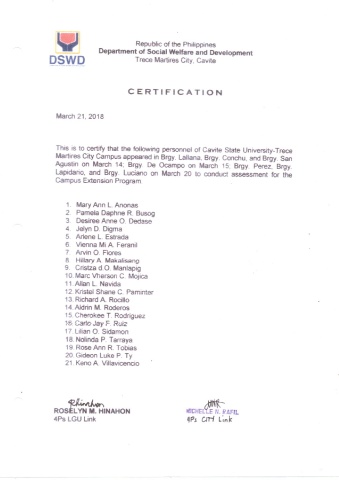 DSWD
Republic of the Philippines
Department of Social Welfare and Development
Trece Martires City, Cavite
CERTIFICATION
March 21, 2018
This is to certify that the following personnel of Cavite State University-Trece
Martires City Campus appeared in Brgy. Lallana, Brgy. Conchu, and Brgy. San
Agustin on March 14; Brgy. De Ocampo on March 15; Brgy. Perez, Brgy.
Lapidario, and Brgy. Luciano on March 20 to conduct assessment for the
Campus Extension Program.
1. Mary Ann L. Anonas
2. Pamela Daphne R. Busog
3. Desiree Anne O. Dedase
4. Jelyn D. Digma
5. Arlene L. Estrada
6. Vienna Mi A. Feranil
7. Arvin O. Flores
8. Hillary A. Makalisang
9. Cristza d.O. Manlapig
10. Marc Vherson C. Mojica
11. Allan L. Navida
12. Kristel Shane C. Paminter
13. Richard A. Rocillo
14. Aldrin M. Roderos
15. Cherokee T. Rodriguez
16. Carlo Jay F. Ruiz
17. Lilian O. Sidamon
18. Nolinda P. Tarraya
19. Rose Ann R. Tobias
20. Gideon Luke P. Ty
21. Keno A. Villavicencio
Rhinahon
ROSELYN M. HINAHON
4Ps LGU Link
MICHELLE N.
4Ps CITY Link